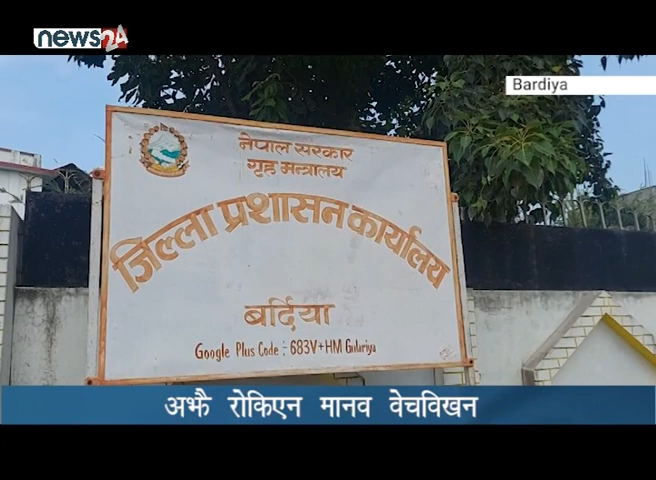 news24
Bardiya
नेपाल सरकार
गृह मन्त्रालय
जिल्ला प्रशासन कार्यालय
बर्दिया
Google Plus Code :- 683V+HM Gulariya
अझै रोकिएन मानव वेचविखन